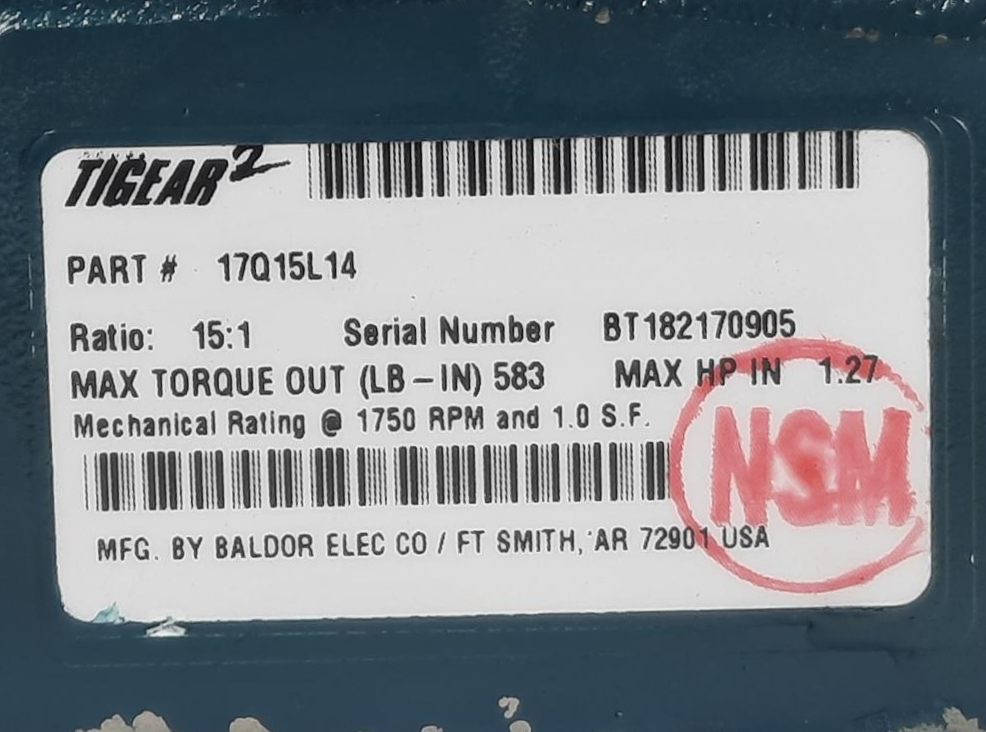 TIGEAR 2
PART # 17Q15L14
Ratio: 15:1 Serial Number BT182170905
MAX TORQUE OUT (LB-IN) 583 MAX HP IN 1.27
Mechanical Rating @ 1750 RPM and 1.0 S.F.
NSM
MFG. BY BALDOR ELEC CO / FT SMITH, AR 72901 USA